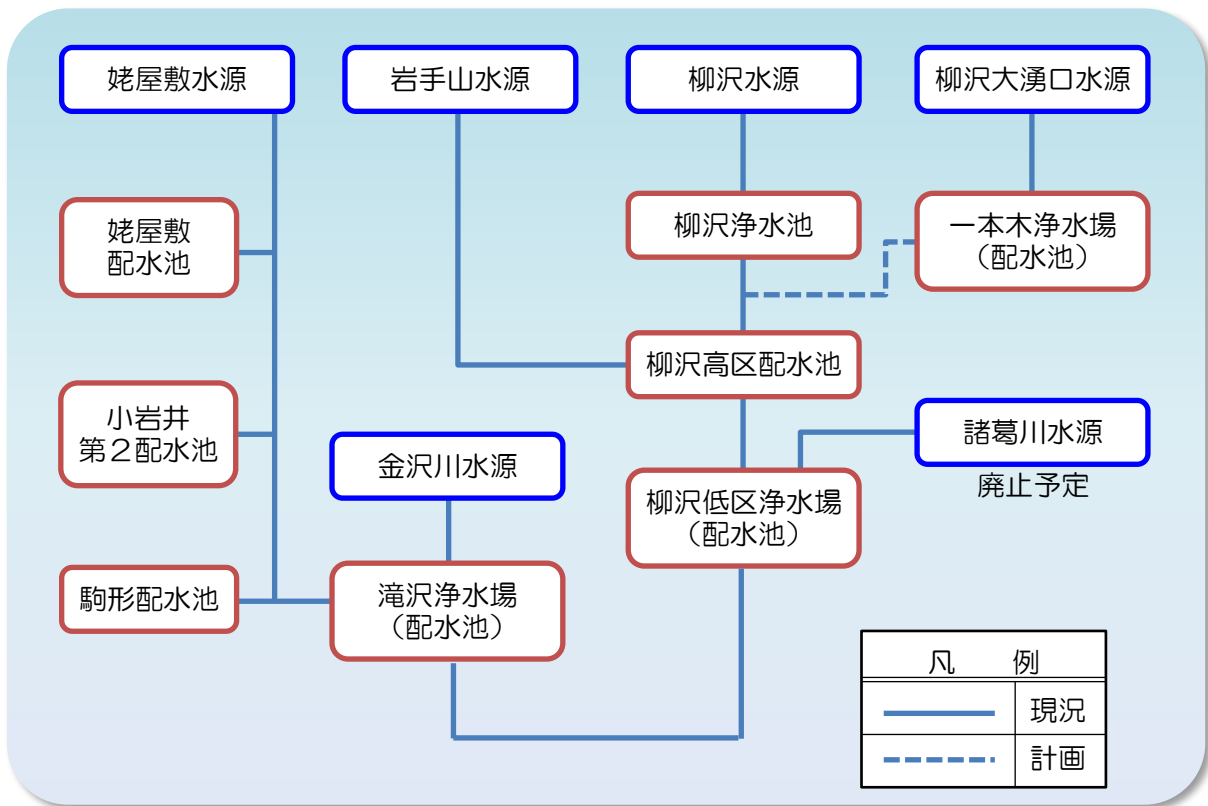 姥屋敷水源
岩手山水源
柳沢水源
柳沢大湧口水源
姥屋敷
配水池
柳沢浄水池
一本木浄水場
（配水池）
柳沢高区配水池
小岩井
第２配水池
金沢川水源
諸葛川水源
廃止予定
柳沢低区浄水場
（配水池）
駒形配水池
滝沢浄水場
（配水池）
凡　例
現況
計画